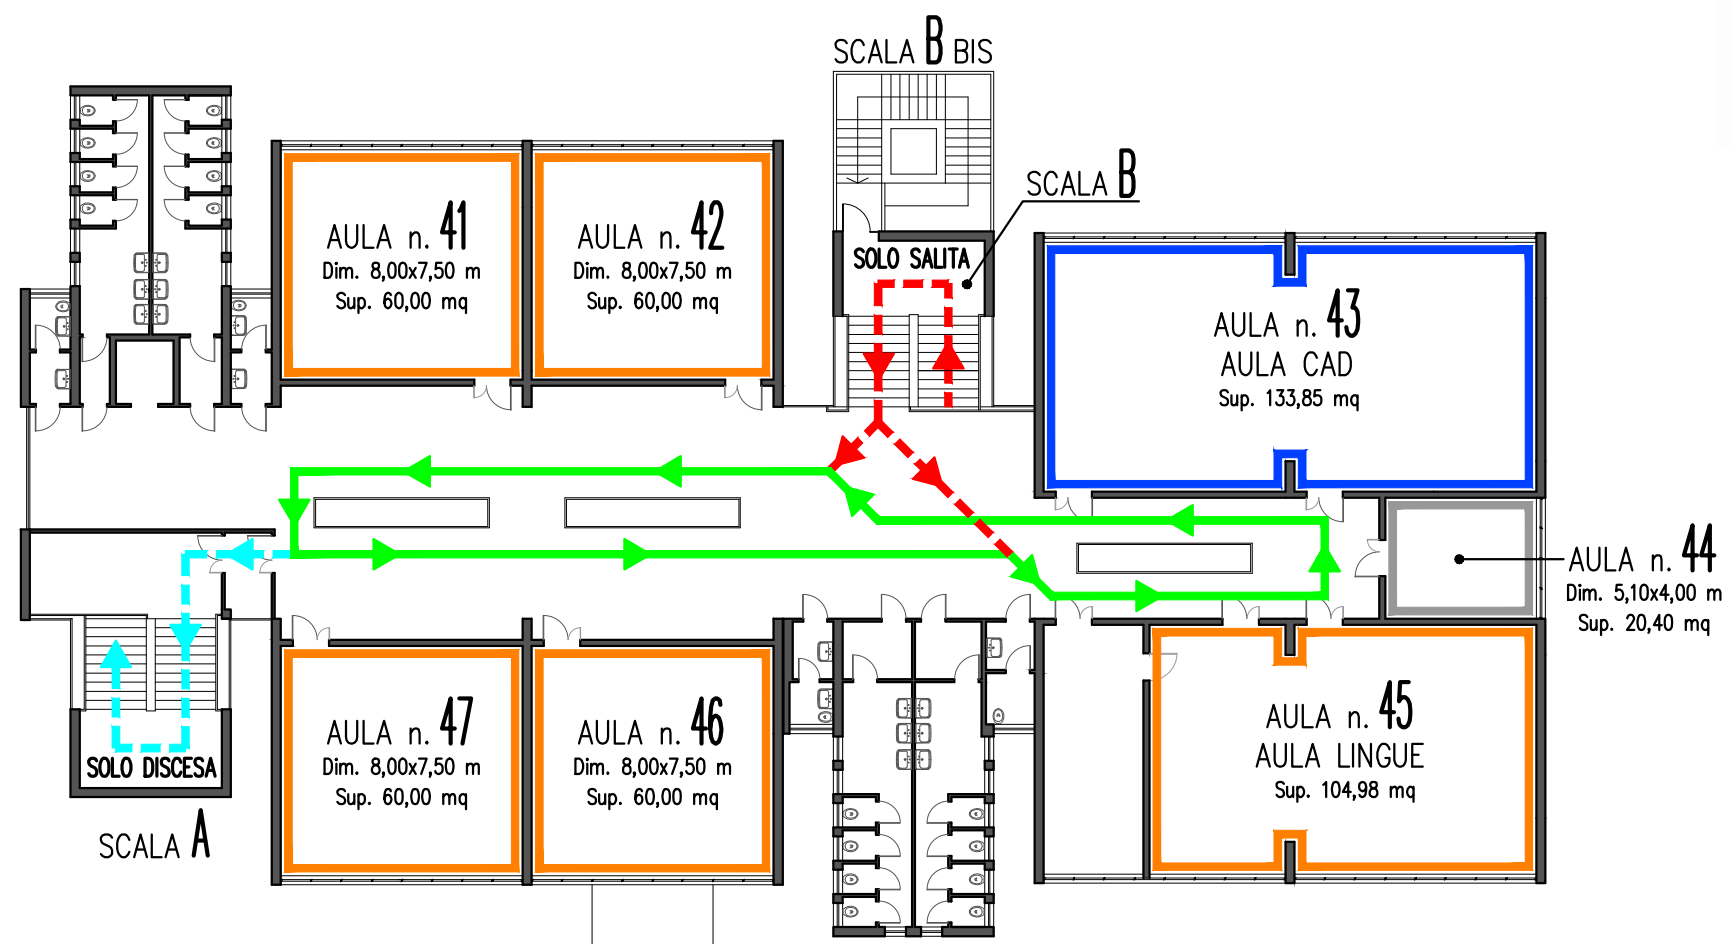 SCALA B BIS
SCALA B
SOLO SALITA
AULA n. 41
Dim. 8,00x7,50 m
Sup. 60,00 mq
AULA n. 42
Dim. 8,00x7,50 m
Sup. 60,00 mq
AULA n. 43
AULA CAD
Sup. 133,85 mq
AULA n. 44
Dim. 5,10x4,00 m
Sup. 20,40 mq
AULA n. 47
Dim. 8,00x7,50 m
Sup. 60,00 mq
AULA n. 46
Dim. 8,00x7,50 m
Sup. 60,00 mq
AULA n. 45
AULA LINGUE
Sup. 104,98 mq
SOLO DISCESA
SCALA A